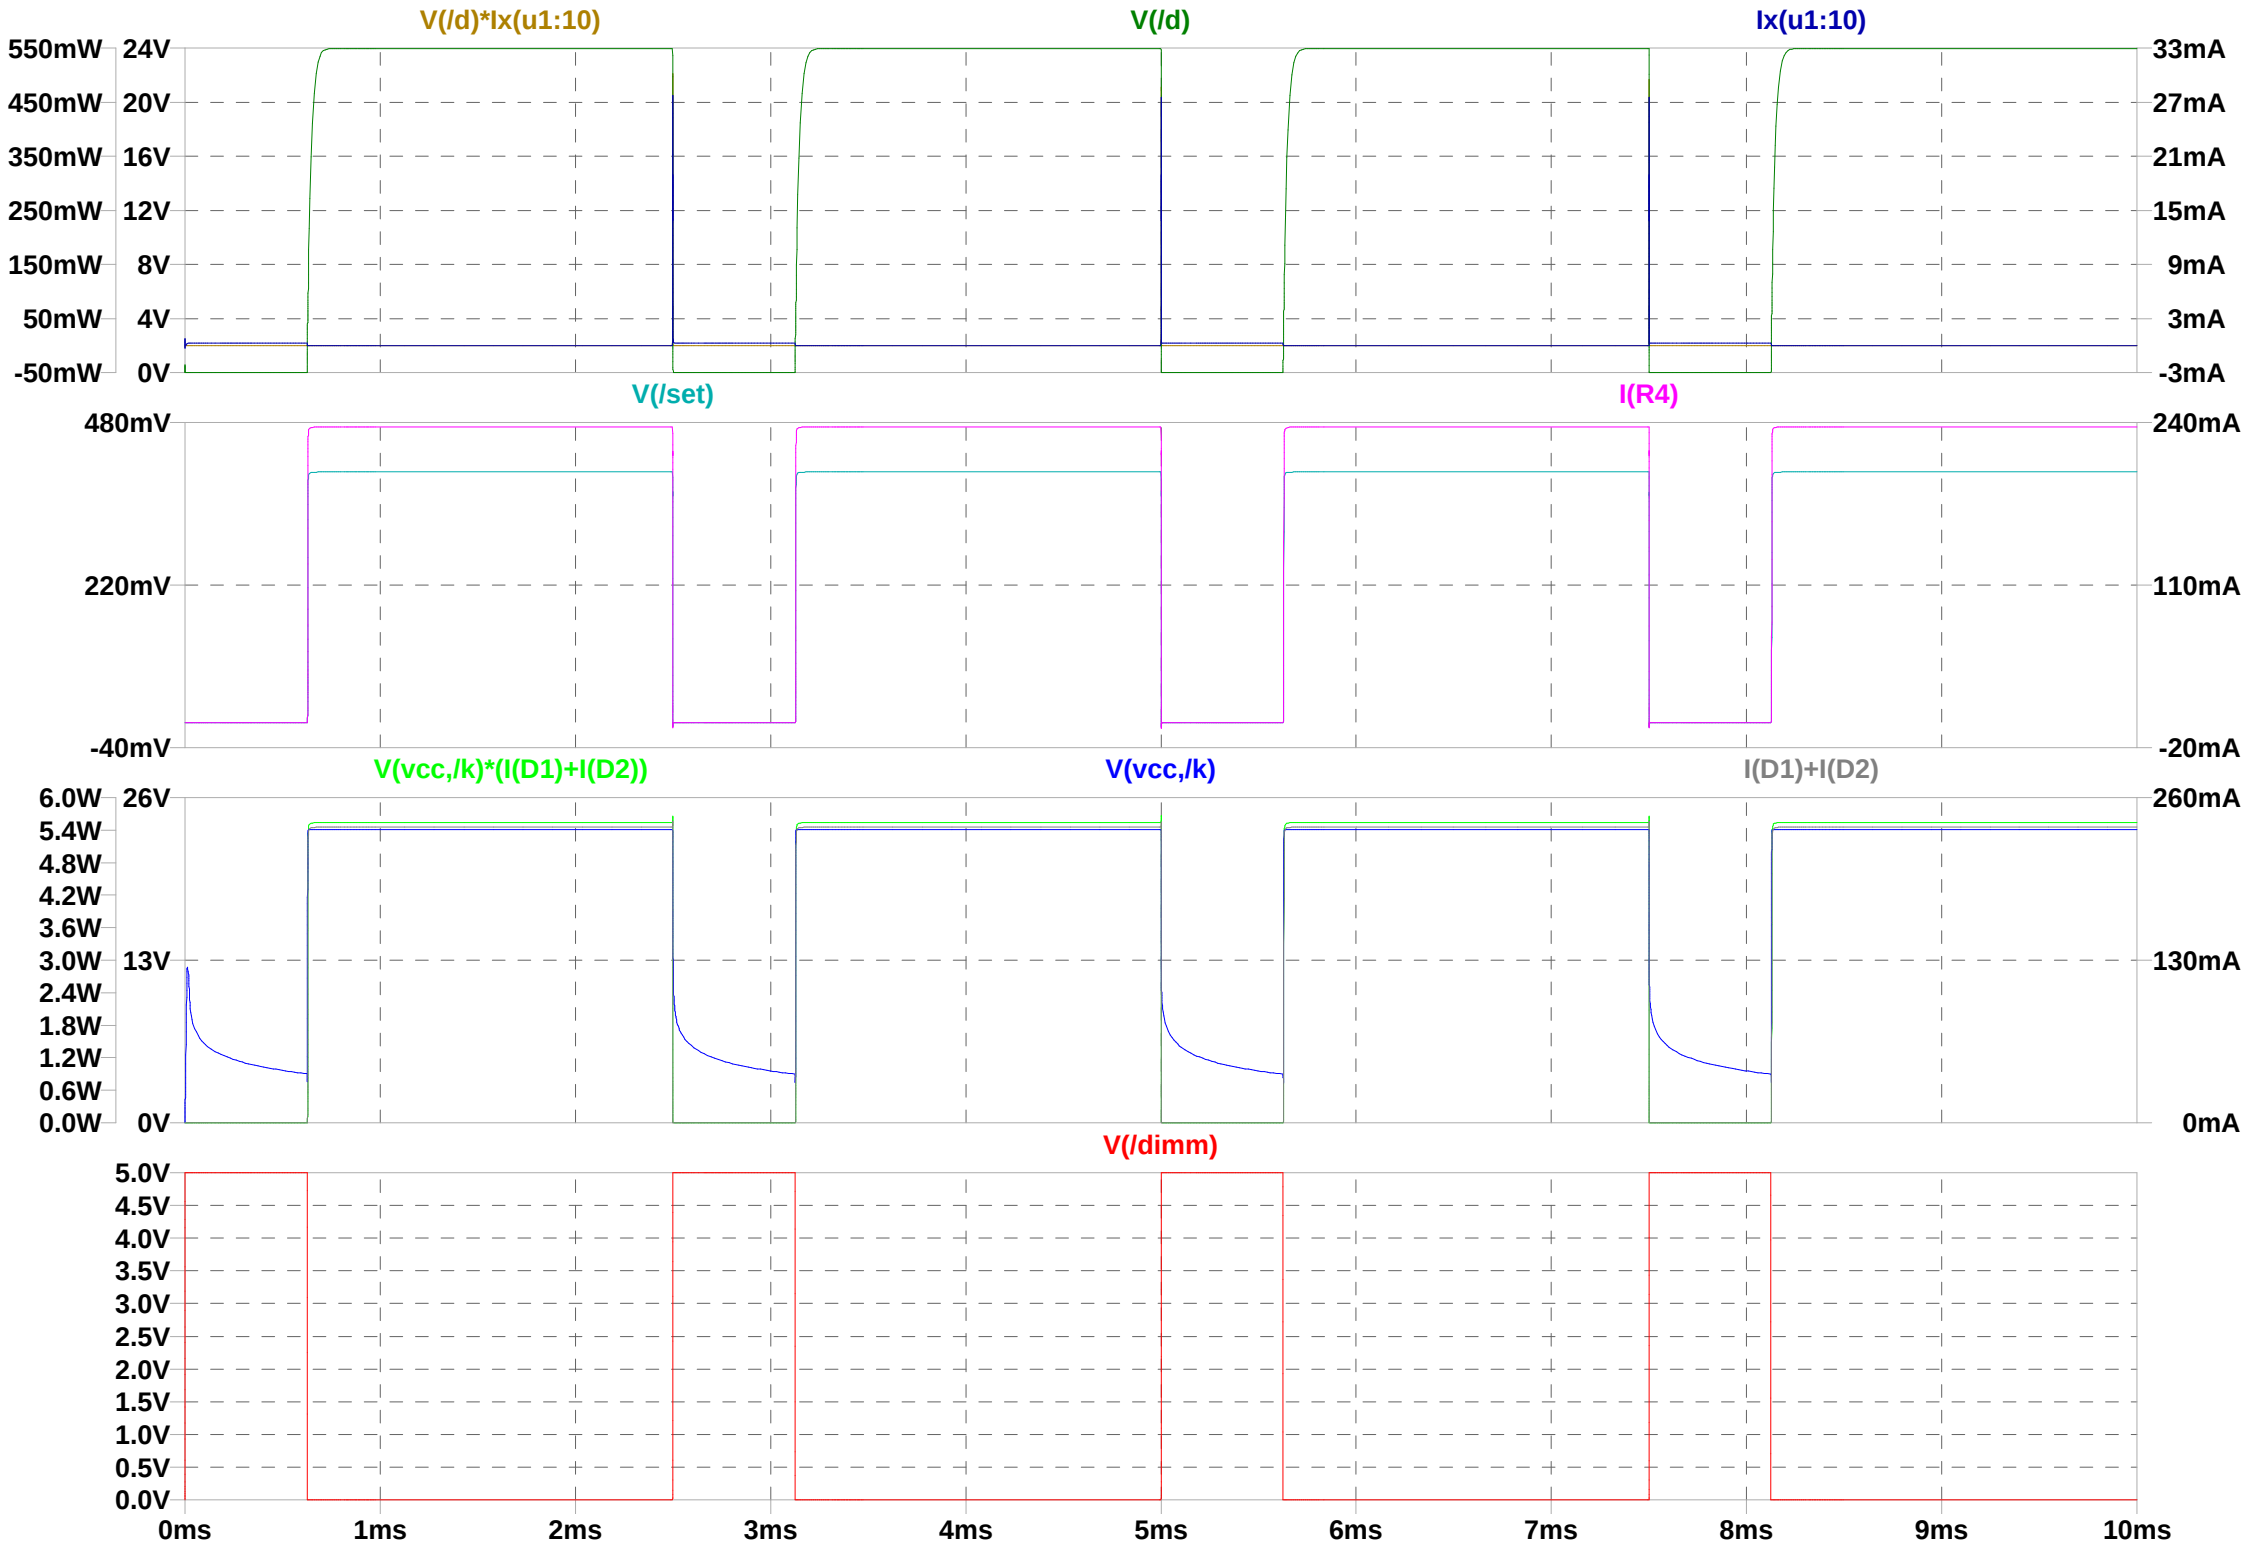 V(/d)*Ix(u1:10) V(/d) Ix(u1:10)
550mW 24V 33mA
450mW 20V 27mA
350mW 16V 21mA
250mW 12V 15mA
150mW 8V 9mA
50mW 4V 3mA
-50mW 0V -3mA
V(/set) I(R4)
480mV 240mA
220mV 110mA
-40mV -20mA
V(vcc,/k)*(I(D1)+I(D2)) V(vcc,/k) I(D1)+I(D2)
6.0W 26V 260mA
5.4W
4.8W
4.2W
3.6W
3.0W 13V 130mA
2.4W
1.8W
1.2W
0.6W
0.0W 0V 0mA
V(/dimm)
5.0V
4.5V
4.0V
3.5V
3.0V
2.5V
2.0V
1.5V
1.0V
0.5V
0.0V
0ms 1ms 2ms 3ms 4ms 5ms 6ms 7ms 8ms 9ms 10ms